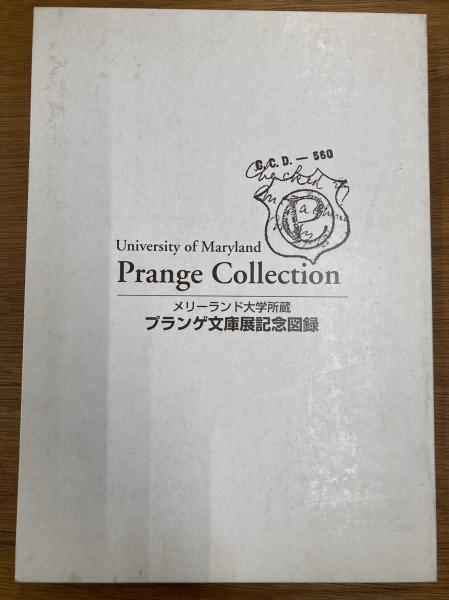 C.C.D. — 560
Checked
P
University of Maryland
Prange Collection
メリーランド大学所蔵
プランゲ文庫展記念図録